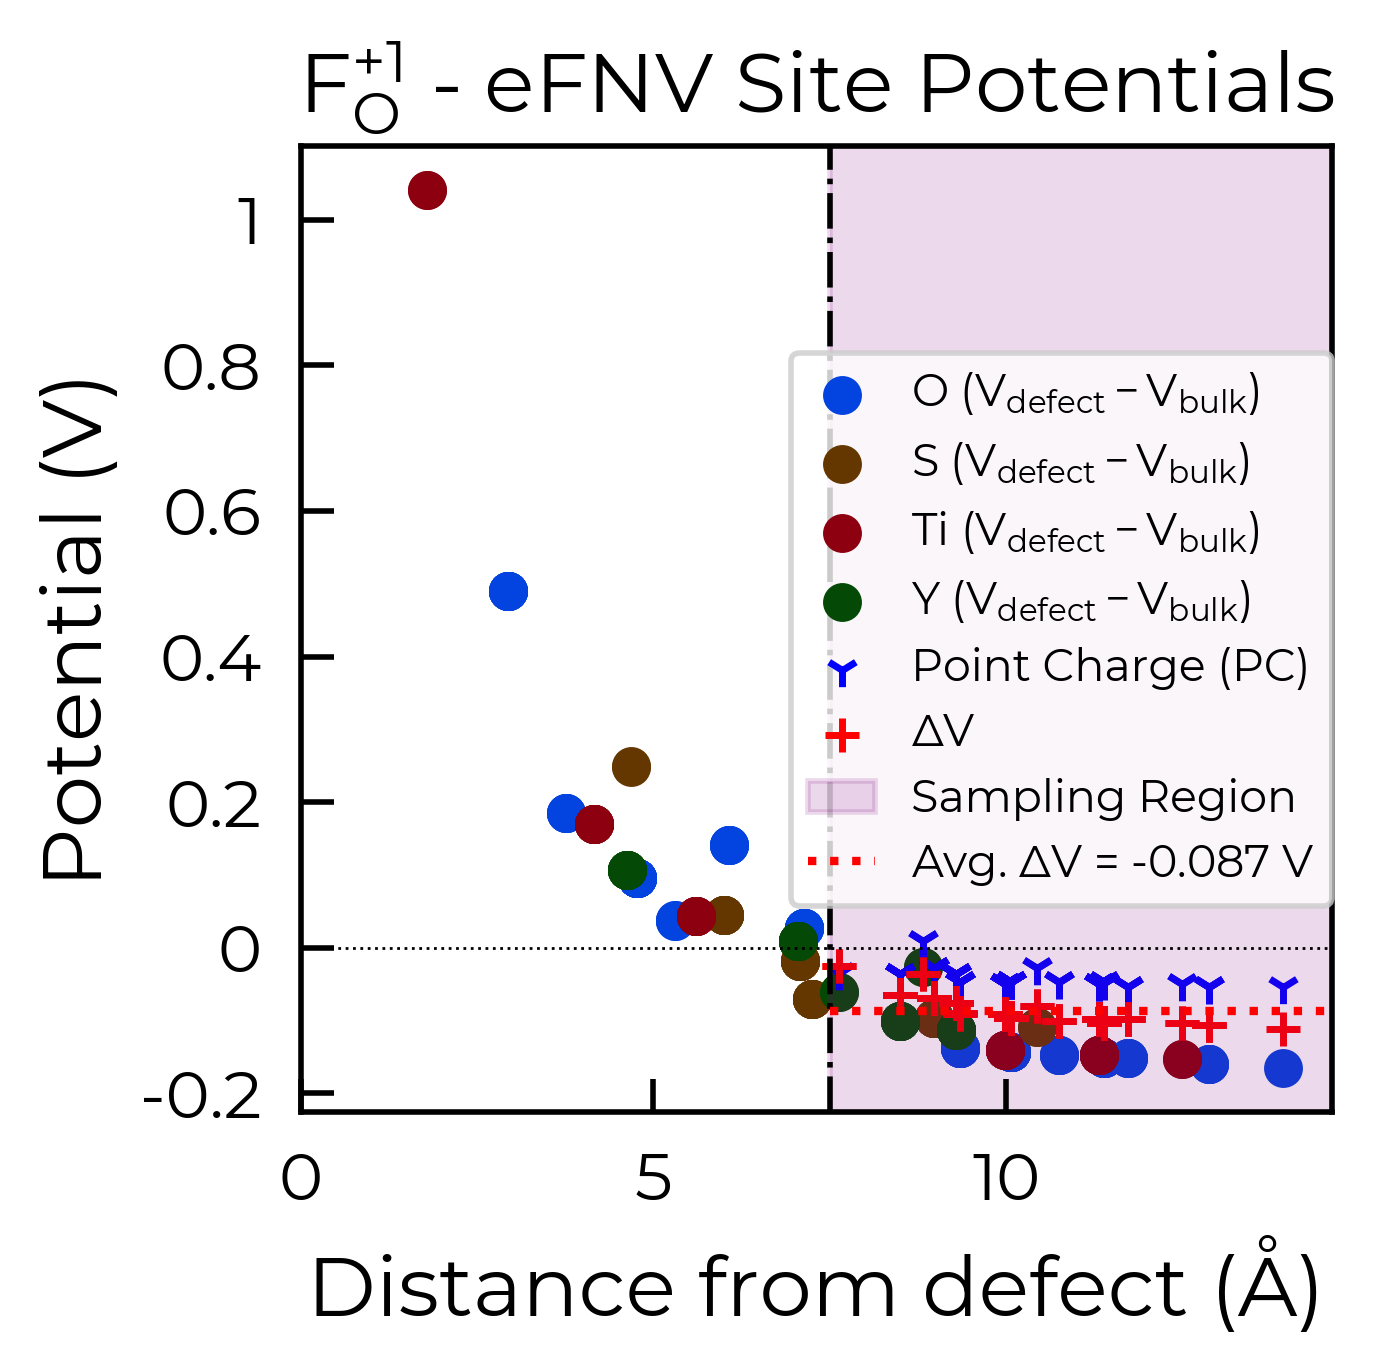 F_O^{+1} - eFNV Site Potentials
Potential (V)
1
0.8
0.6
0.4
0.2
0
-0.2
O (V_defect − V_bulk)
S (V_defect − V_bulk)
Ti (V_defect − V_bulk)
Y (V_defect − V_bulk)
Point Charge (PC)
ΔV
Sampling Region
Avg. ΔV = -0.087 V
0 5 10
Distance from defect (Å)